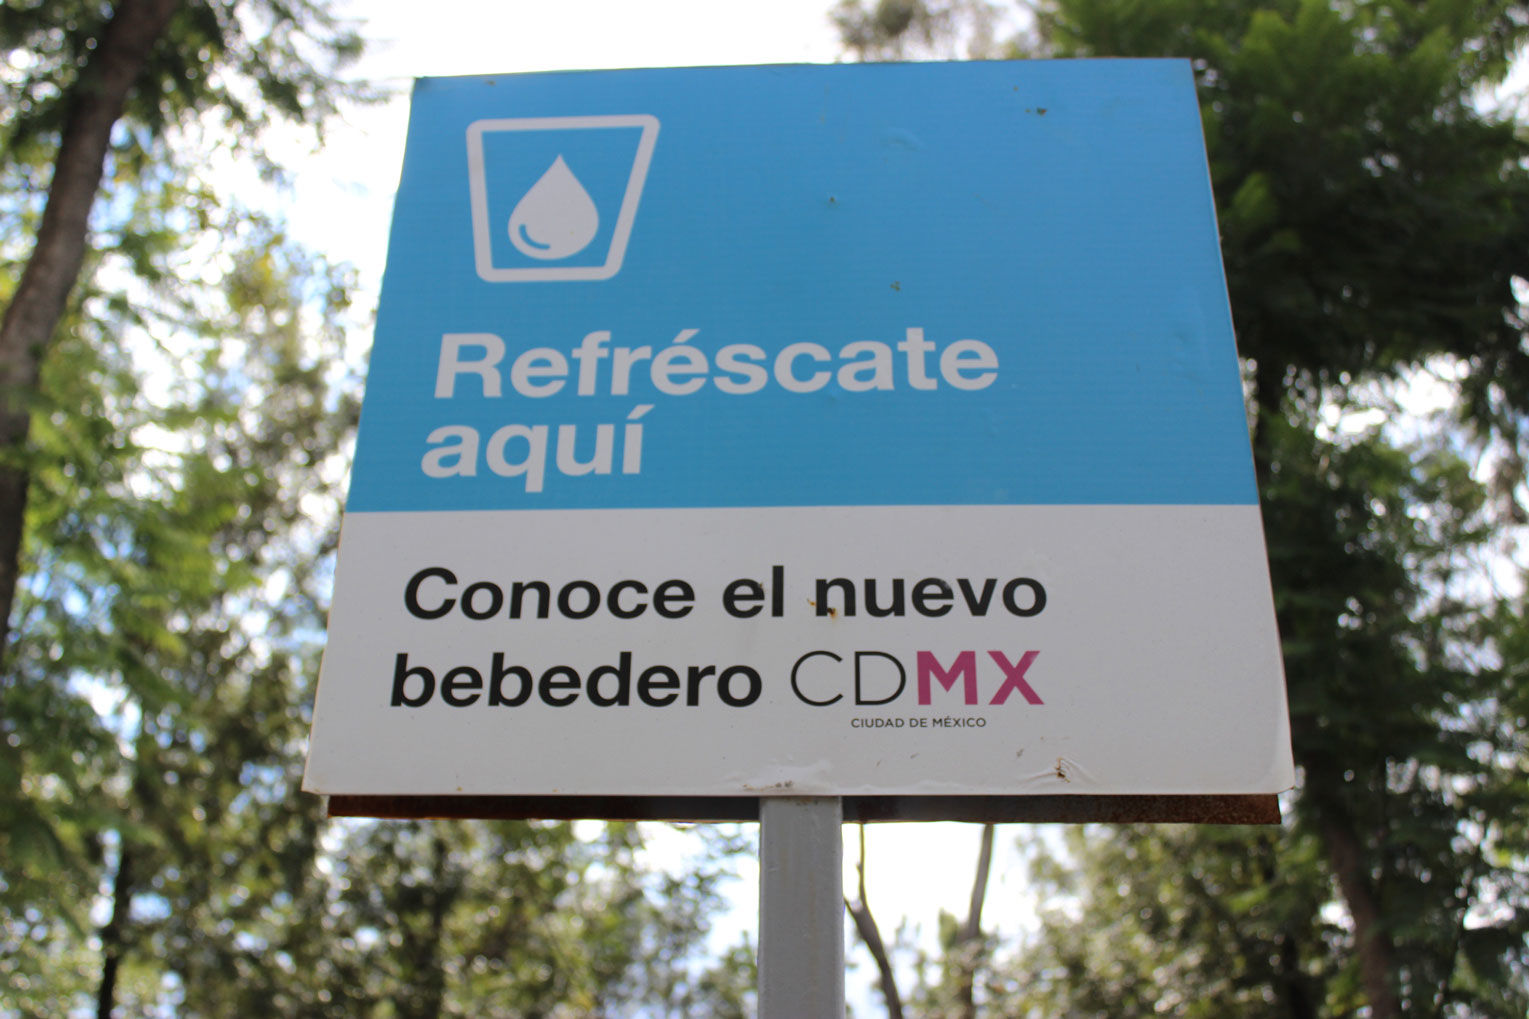 Refréscate
aquí
Conoce el nuevo
bebedero CDMX
CIUDAD DE MÉXICO